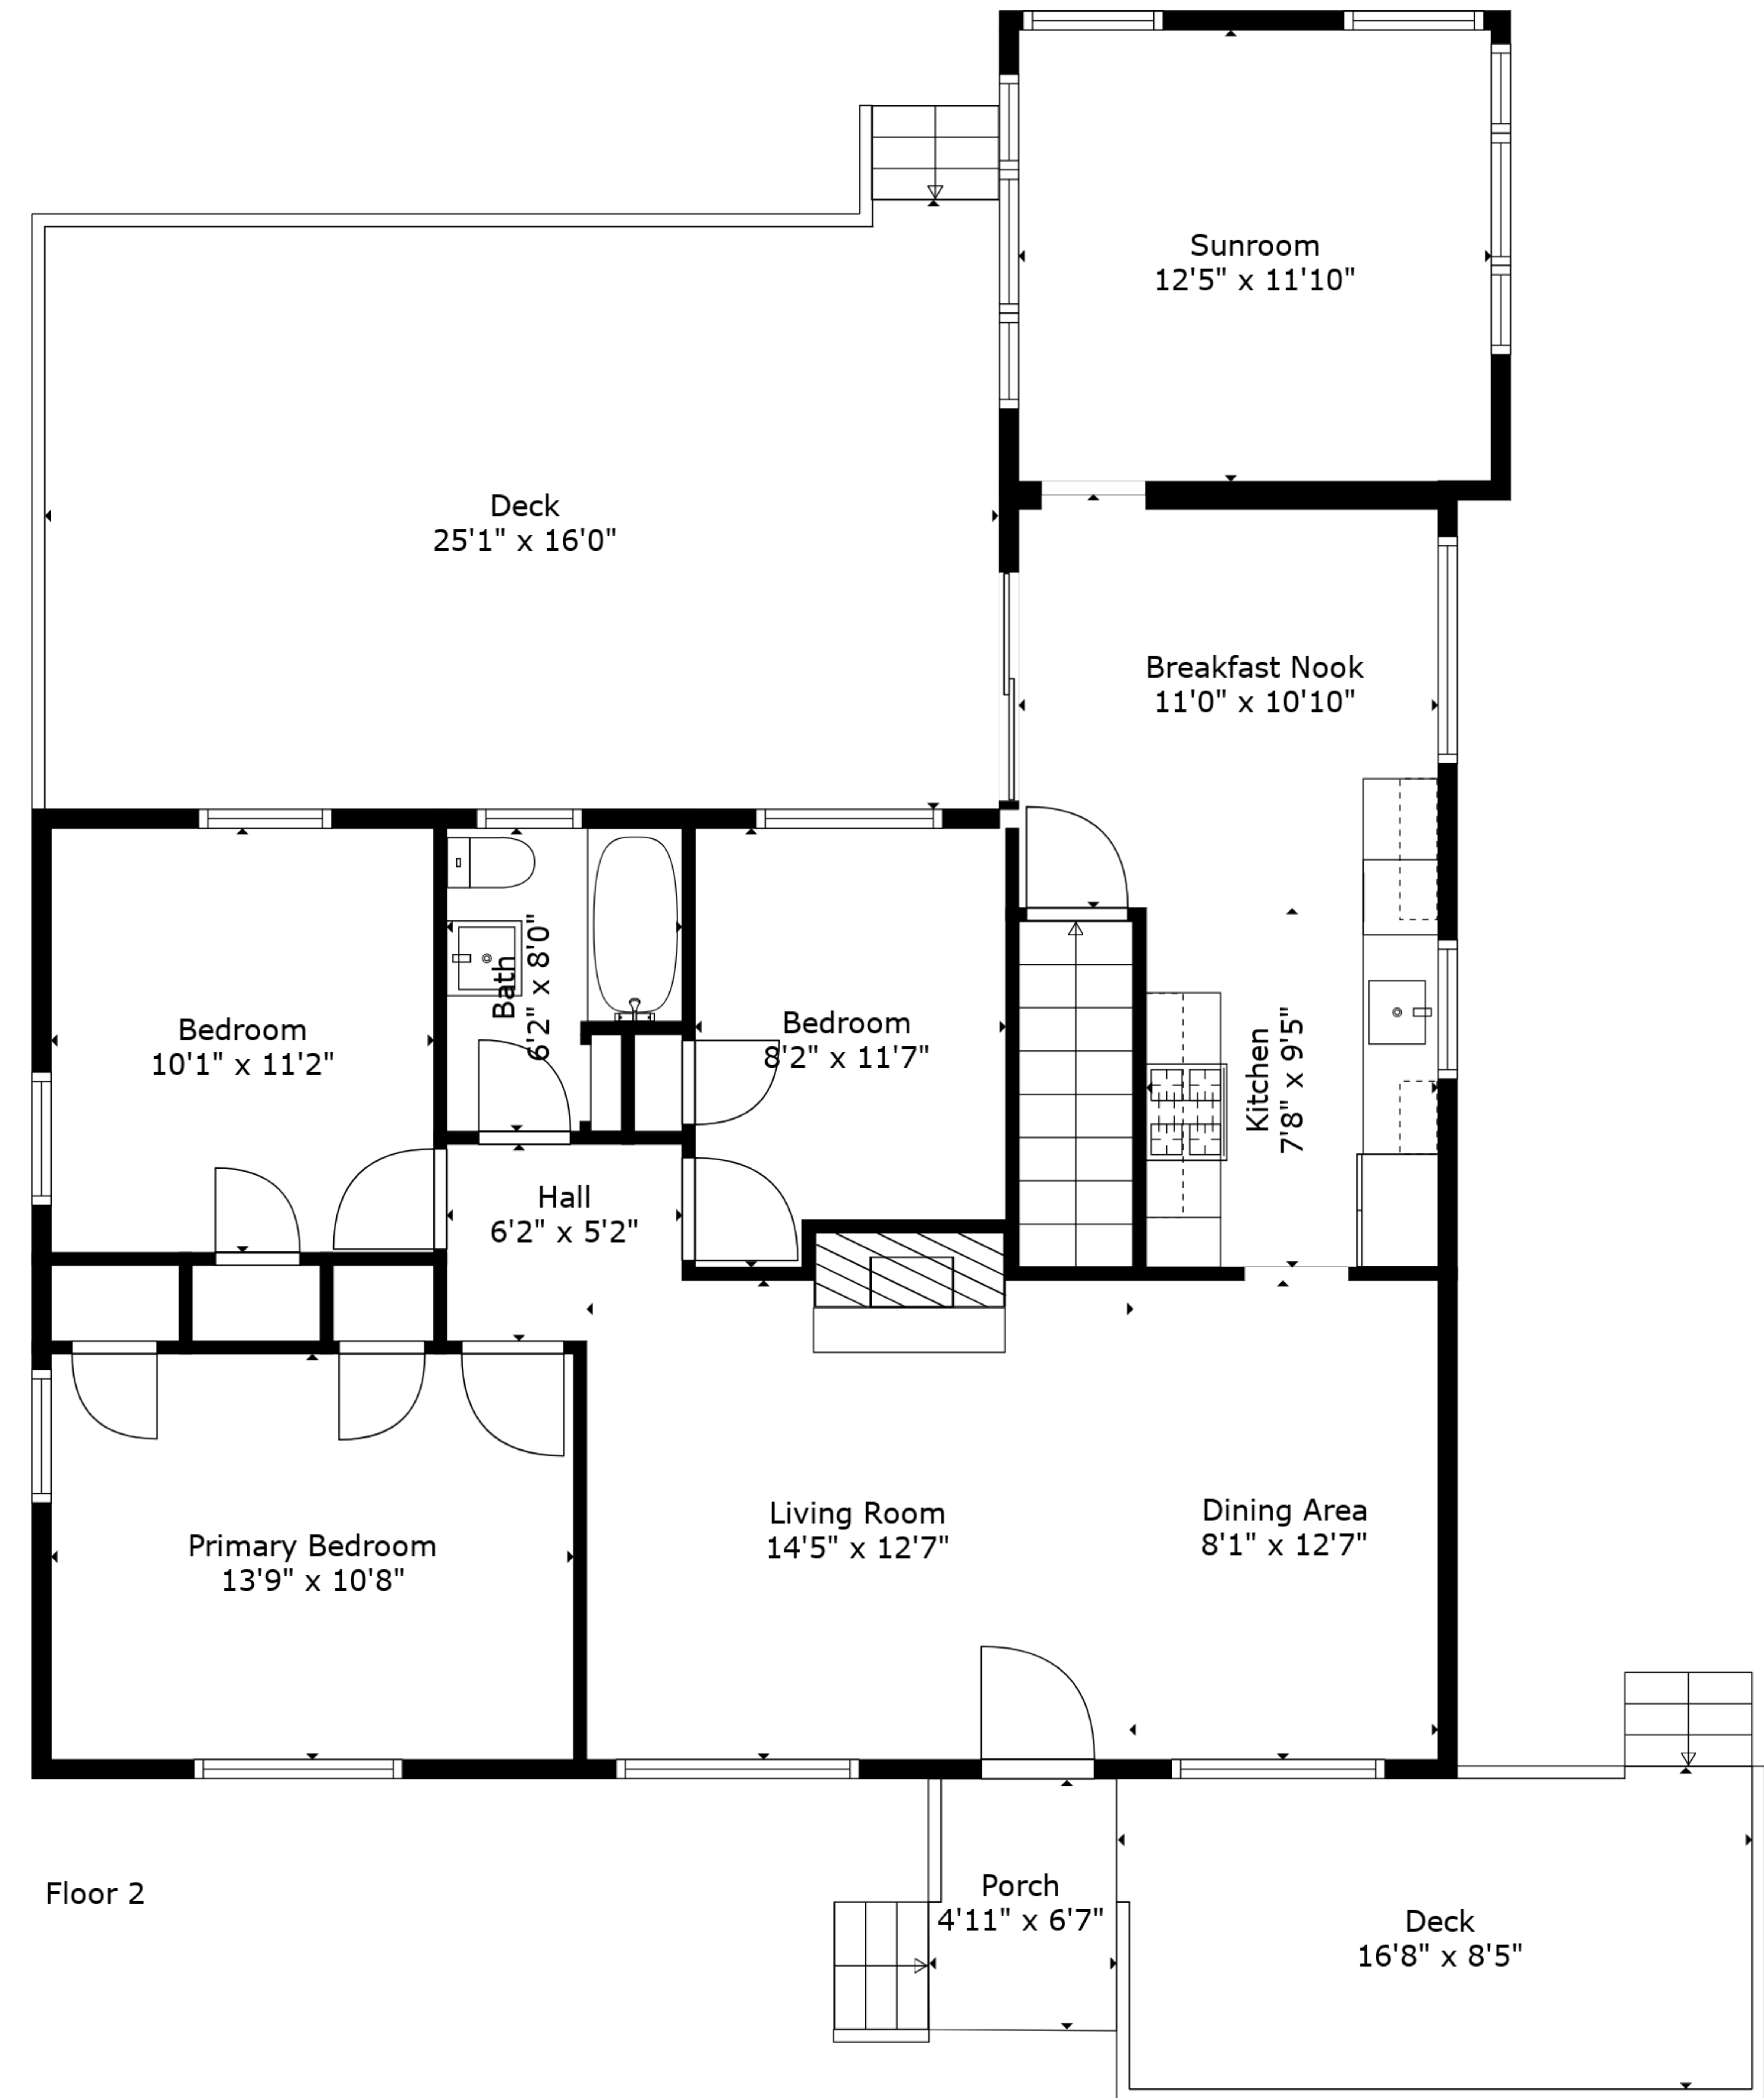 Sunroom
12'5" x 11'10"
Deck
25'1" x 16'0"
Breakfast Nook
11'0" x 10'10"
Bedroom
10'1" x 11'2"
Bath
6'2" x 8'0"
Bedroom
8'2" x 11'7"
Kitchen
7'8" x 9'5"
Hall
6'2" x 5'2"
Primary Bedroom
13'9" x 10'8"
Living Room
14'5" x 12'7"
Dining Area
8'1" x 12'7"
Floor 2
Porch
4'11" x 6'7"
Deck
16'8" x 8'5"